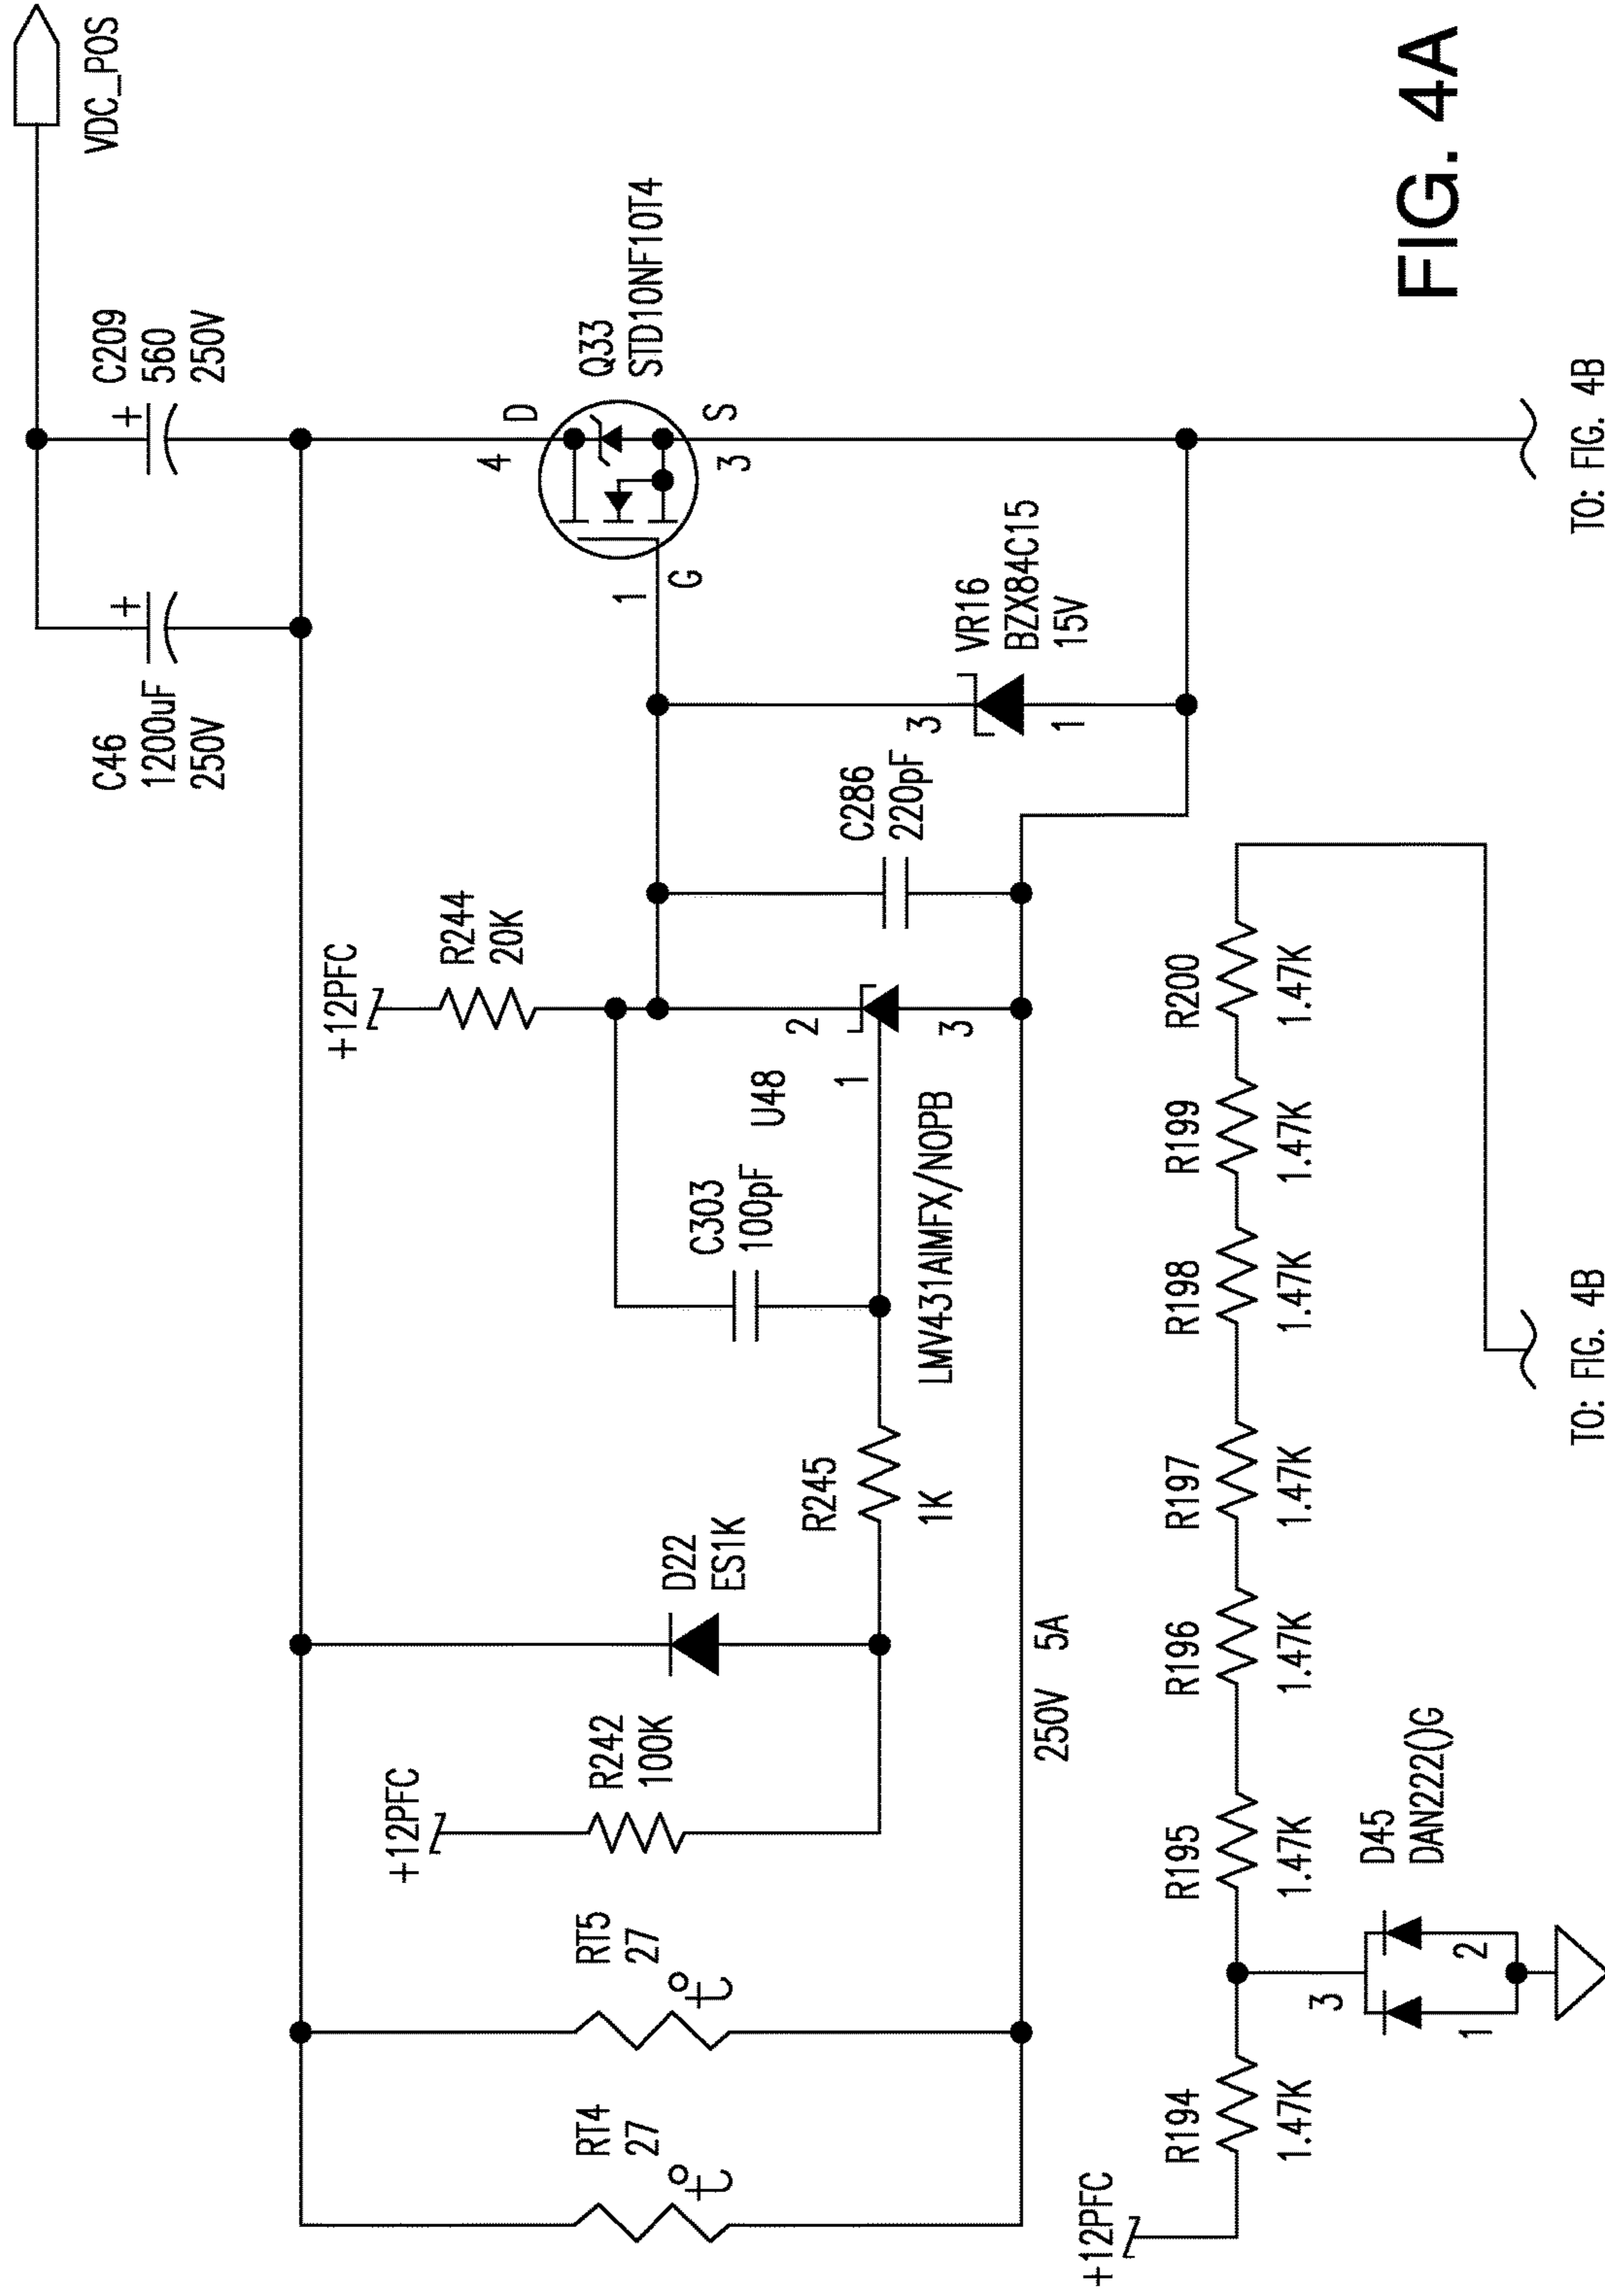 VDC_POS
C209
560
250V
+
C46
1200uF
250V
+
Q33
STD10NF10T4
D
4
S
3
1
G
+12PFC
R244
20K
VR16
BZX84C15
15V
3
1
C286
220pF
2
3
1
U48
LMV431AIMFX/NOPB
C303
100pF
R245
1K
D22
ES1K
+12PFC
R242
100K
RT5
27
t°
RT4
27
t°
250V 5A
+12PFC
R194
1.47K
R195
1.47K
R196
1.47K
R197
1.47K
R198
1.47K
R199
1.47K
R200
1.47K
D45
DAN222()G
3
1
2
TO: FIG. 4B
TO: FIG. 4B
FIG. 4A